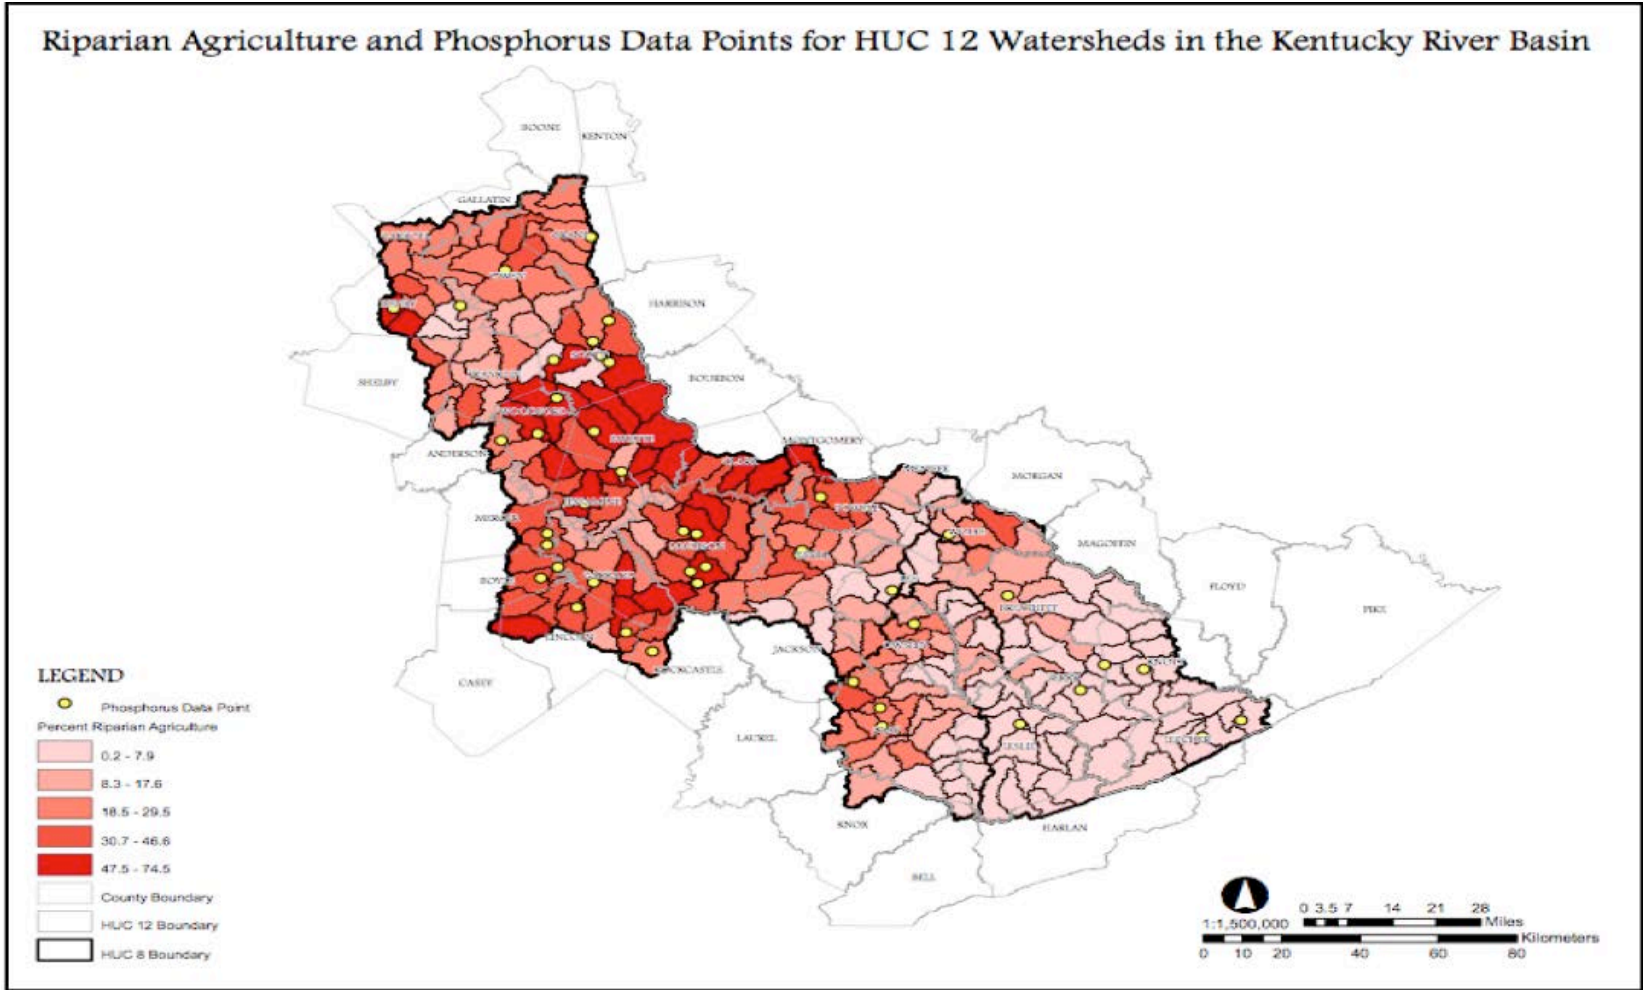 Riparian Agriculture and Phosphorus Data Points for HUC 12 Watersheds in the Kentucky River Basin
BOONE
KENTON
GALLATIN
HARRISON
SHELBY
BOURBON
MONTGOMERY
ANDERSON
MORGAN
MERCER
MAGOFFIN
MADISON
FLOYD
PIKE
BREATHITT
LINCOLN
JACKSON
ROCKCASTLE
CASEY
LAUREL
LESLIE
LETCHER
KNOX
HARLAN
BELL
LEGEND
Phosphorus Data Point
Percent Riparian Agriculture
0.2 - 7.9
8.3 - 17.6
18.5 - 29.5
30.7 - 46.6
47.5 - 74.5
County Boundary
HUC 12 Boundary
HUC 8 Boundary
1:1,500,000
0 3.5 7 14 21 28
Miles
Kilometers
0 10 20 40 60 80